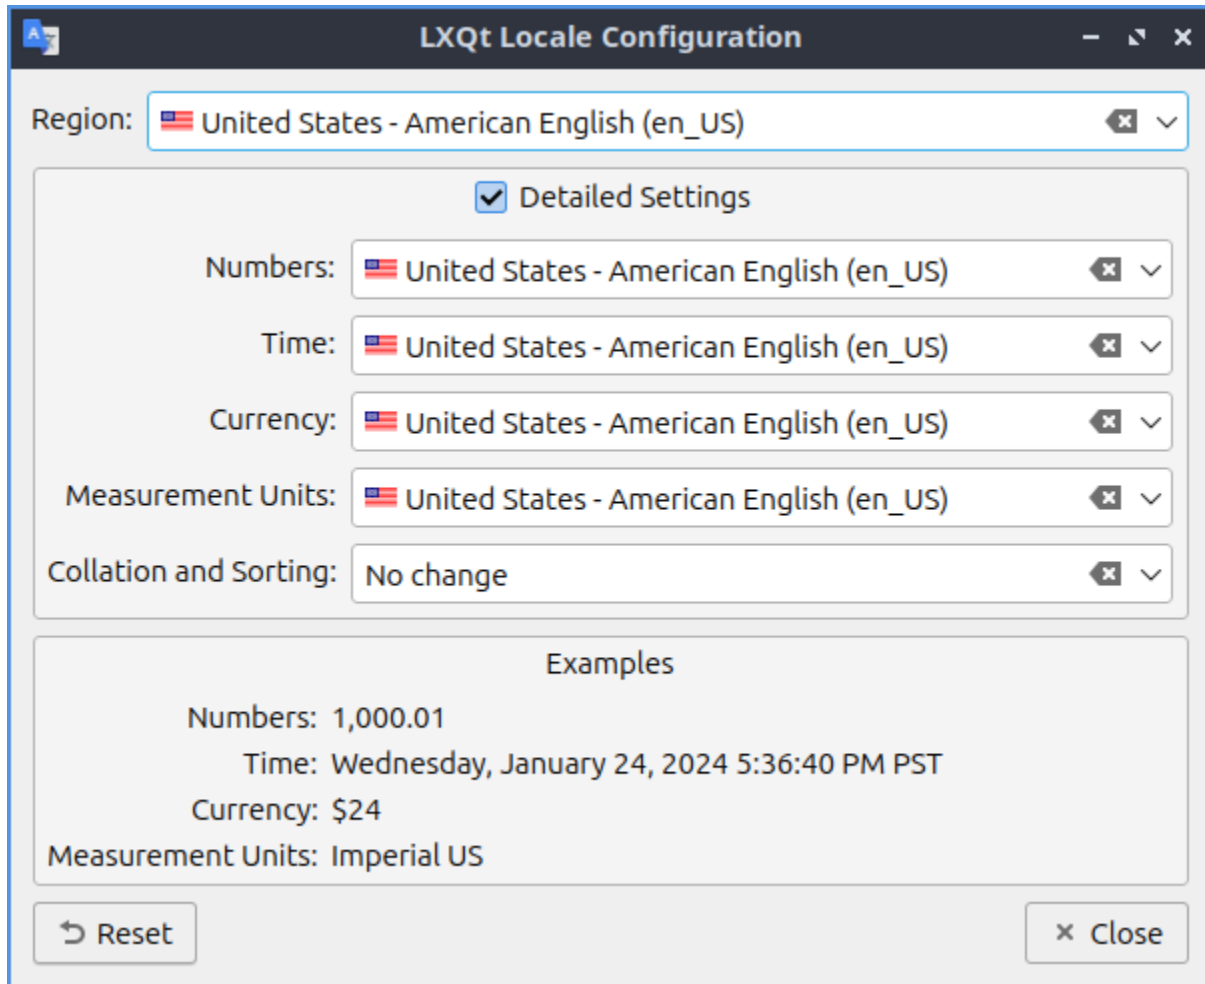 LXQt Locale Configuration
Region: United States - American English (en_US)
Detailed Settings
Numbers: United States - American English (en_US)
Time: United States - American English (en_US)
Currency: United States - American English (en_US)
Measurement Units: United States - American English (en_US)
Collation and Sorting: No change
Examples
Numbers: 1,000.01
Time: Wednesday, January 24, 2024 5:36:40 PM PST
Currency: $24
Measurement Units: Imperial US
Reset Close